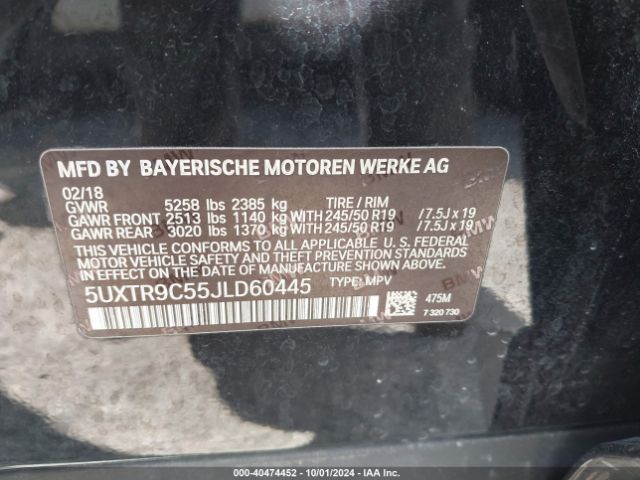 MFD BY BAYERISCHE MOTOREN WERKE AG
02/18
GVWR 5258 lbs 2385 kg TIRE / RIM
GAWR FRONT 2513 lbs 1140 kg WITH 245/50 R19 / 7.5J x 19
GAWR REAR 3020 lbs 1370 kg WITH 245/50 R19 / 7.5J x 19
THIS VEHICLE CONFORMS TO ALL APPLICABLE U. S. FEDERAL
MOTOR VEHICLE SAFETY AND THEFT PREVENTION
STANDARDS IN EFFECT ON THE DATE OF MANUFACTURE SHOWN ABOVE.
5UXTR9C55JLD60445 TYPE: MPV
475M
7 320 730
000-40474452 - 10/01/2024 - IAAI.com